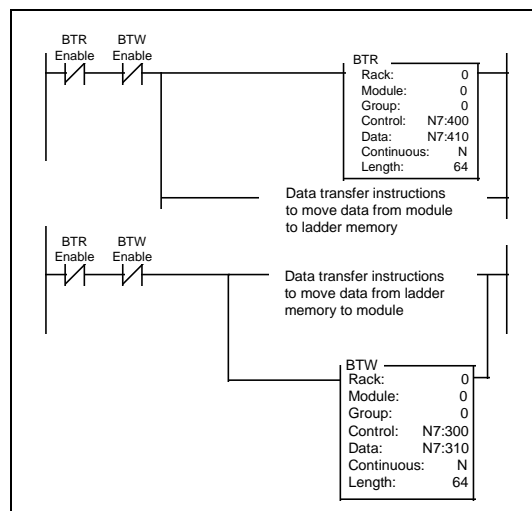 BTR BTW
Enable Enable
BTR
Rack: 0
Module: 0
Group: 0
Control: N7:400
Data: N7:410
Continuous: N
Length: 64
Data transfer instructions
to move data from module
to ladder memory
BTR BTW
Enable Enable
Data transfer instructions
to move data from ladder
memory to module
BTW
Rack: 0
Module: 0
Group: 0
Control: N7:300
Data: N7:310
Continuous: N
Length: 64